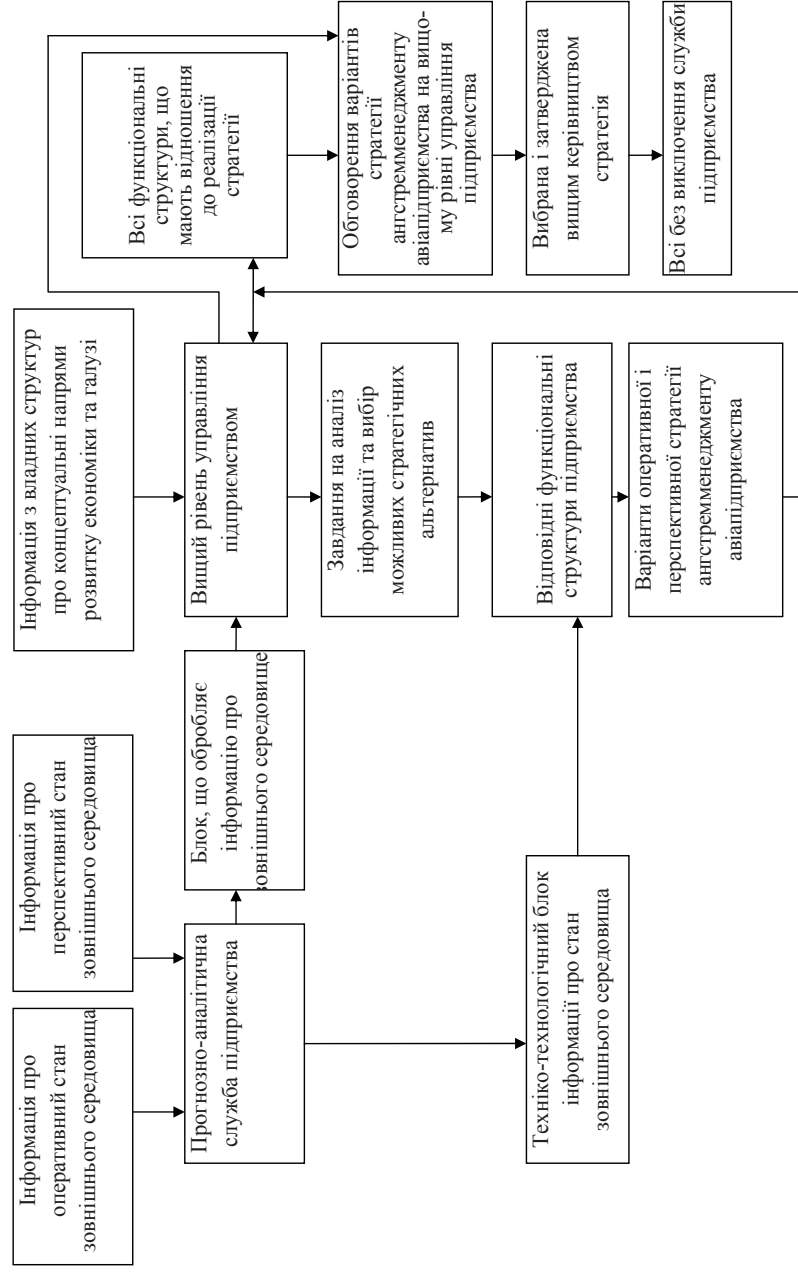 Інформація про
оперативний стан
зовнішнього середовища
Інформація про
перспективний стан
зовнішнього середовища
Інформація з владних структур
про концептуальні напрями
розвитку економіки та галузі
Прогнозно-аналітична
служба підприємства
Блок, що обробляє
інформацію про
зовнішнього середовище
Вищий рівень управління
підприємством
Всі функціональні
структури, що
мають відношення
до реалізації
стратегії
Завдання на аналіз
інформації та вибір
можливих стратегічних
альтернатив
Обговорення варіантів
стратегії
ангстремменеджменту
авіапідприємства на вищо-
му рівні управління
підприємства
Техніко-технологічний блок
інформації про стан
зовнішнього середовища
Відповідні функціональні
структури підприємства
Вибрана і затверджена
вищим керівництвом
стратегія
Варіанти оперативної і
перспективної стратегії
ангстремменеджменту
авіапідприємства
Всі без виключення служби
підприємства